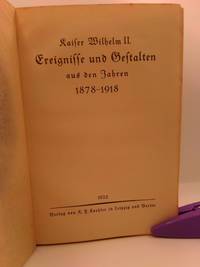 Kaiser Wilhelm II.
Ereignisse und Gestalten
aus den Jahren
1878-1918
1922
Verlag von K. F. Koehler in Leipzig und Berlin